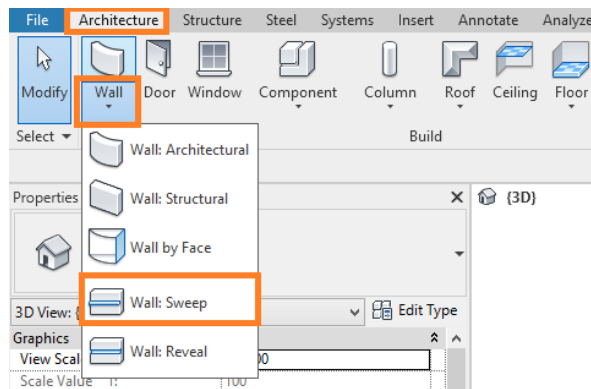 File Architecture Structure Steel Systems Insert Annotate Analyze
Modify Wall Door Window Component Column Roof Ceiling Floor
Select Build
Wall: Architectural
Properties X {3D}
Wall: Structural
Wall by Face
Wall: Sweep
3D View: Edit Type
Graphics
Wall: Reveal
View Scal
Scale Value 1: 100